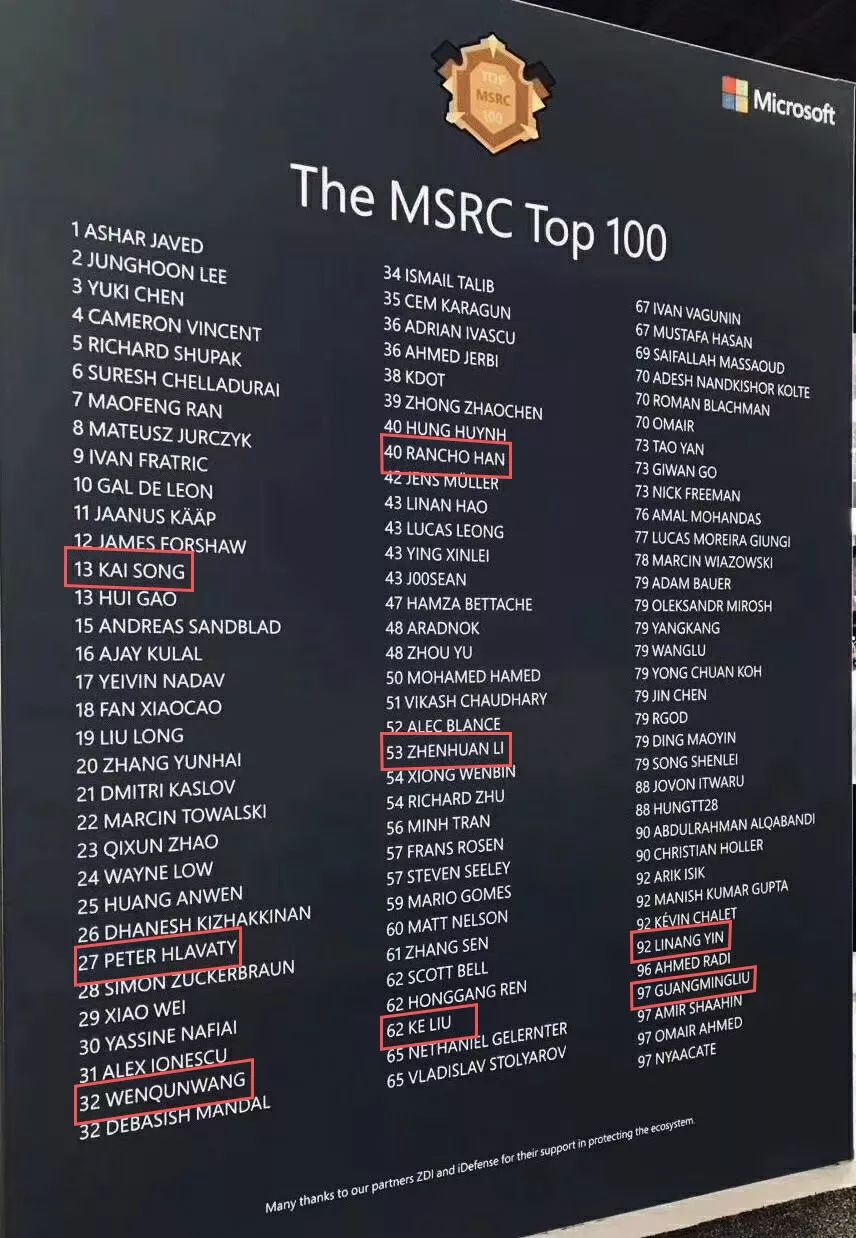 TOP
MSRC
100
Microsoft
The MSRC Top 100
1 ASHAR JAVED
2 JUNGHOON LEE
3 YUKI CHEN
4 CAMERON VINCENT
5 RICHARD SHUPAK
6 SURESH CHELLADURAI
7 MAOFENG RAN
8 MATEUSZ JURCZYK
9 IVAN FRATRIC
10 GAL DE LEON
11 JAANUS KÄÄP
12 JAMES FORSHAW
13 KAI SONG
13 HUI GAO
15 ANDREAS SANDBLAD
16 AJAY KULAL
17 YEIVIN NADAV
18 FAN XIAOCAO
19 LIU LONG
20 ZHANG YUNHAI
21 DMITRI KASLOV
22 MARCIN TOWALSKI
23 QIXUN ZHAO
24 WAYNE LOW
25 HUANG ANWEN
26 DHANESH KIZHAKKINAN
27 PETER HLAVATY
28 SIMON ZUCKERBRAUN
29 XIAO WEI
30 YASSINE NAFIAI
31 ALEX IONESCU
32 WENQUNWANG
32 DEBASISH MANDAL
34 ISMAIL TALIB
35 CEM KARAGUN
36 ADRIAN IVASCU
36 AHMED JERBI
38 KDOT
39 ZHONG ZHAOCHEN
40 HUNG HUYNH
40 RANCHO HAN
42 JENS MÜLLER
43 LINAN HAO
43 LUCAS LEONG
43 YING XINLEI
43 J00SEAN
47 HAMZA BETTACHE
48 ARADNOK
48 ZHOU YU
50 MOHAMED HAMED
51 VIKASH CHAUDHARY
52 ALEC BLANCE
53 ZHENHUAN LI
54 XIONG WENBIN
54 RICHARD ZHU
56 MINH TRAN
57 FRANS ROSEN
57 STEVEN SEELEY
59 MARIO GOMES
60 MATT NELSON
61 ZHANG SEN
62 SCOTT BELL
62 HONGGANG REN
62 KE LIU
65 NETHANIEL GELERNTER
65 VLADISLAV STOLYAROV
67 IVAN VAGUNIN
67 MUSTAFA HASAN
69 SAIFALLAH MASSAOUD
70 ADESH NANDKISHOR KOLTE
70 ROMAN BLACHMAN
70 OMAIR
73 TAO YAN
73 GIWAN GO
73 NICK FREEMAN
76 AMAL MOHANDAS
77 LUCAS MOREIRA GIUNGI
78 MARCIN WIAZOWSKI
79 ADAM BAUER
79 OLEKSANDR MIROSH
79 YANGKANG
79 WANGLU
79 YONG CHUAN KOH
79 JIN CHEN
79 RGOD
79 DING MAOYIN
79 SONG SHENLEI
88 JOVON ITWARU
88 HUNGTT28
90 ABDULRAHMAN ALQABANDI
90 CHRISTIAN HOLLER
92 ARIK ISIK
92 MANISH KUMAR GUPTA
92 KÉVIN CHALET
92 LINANG YIN
96 AHMED RADI
97 GUANGMINGLIU
97 AMIR SHAAHIN
97 OMAIR AHMED
97 NYAACATE
Many thanks to our partners ZDI and iDefense for their support in protecting the ecosystem.